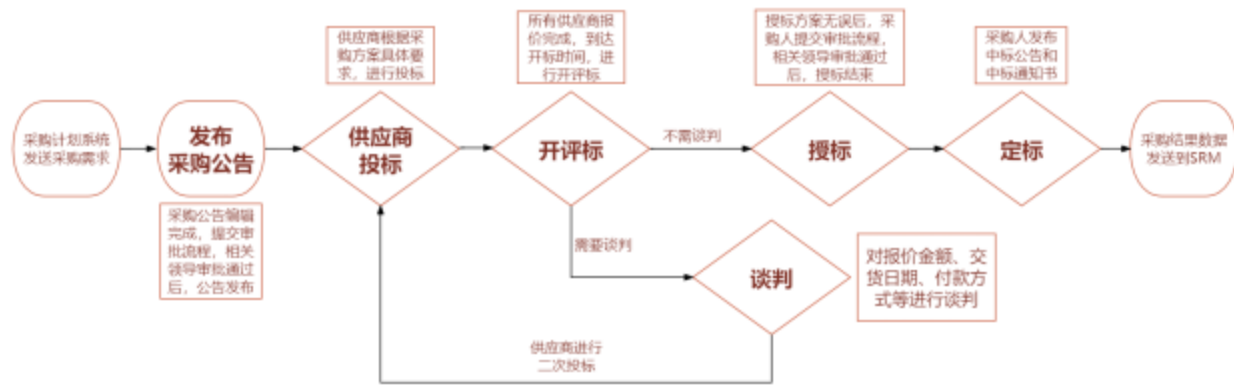 供应商根据采
购方案具体要
求，进行投标
所有供应商报
价完成，到达
开标时间，进
行开评标
授标方案无误后，采
购人提交审批流程，
相关领导审批通过
后，授标结束
采购人发布
中标公告和
中标通知书
采购计划系统
发送采购需求
发布
采购公告
供应商
投标
开评标
不需谈判
授标
定标
采购结果数据
发送到SRM
采购公告编辑
完成，提交审
批流程，相关
领导审批通过
后，公告发布
需要谈判
谈判
对报价金额、交
货日期、付款方
式等进行谈判
供应商进行
二次投标